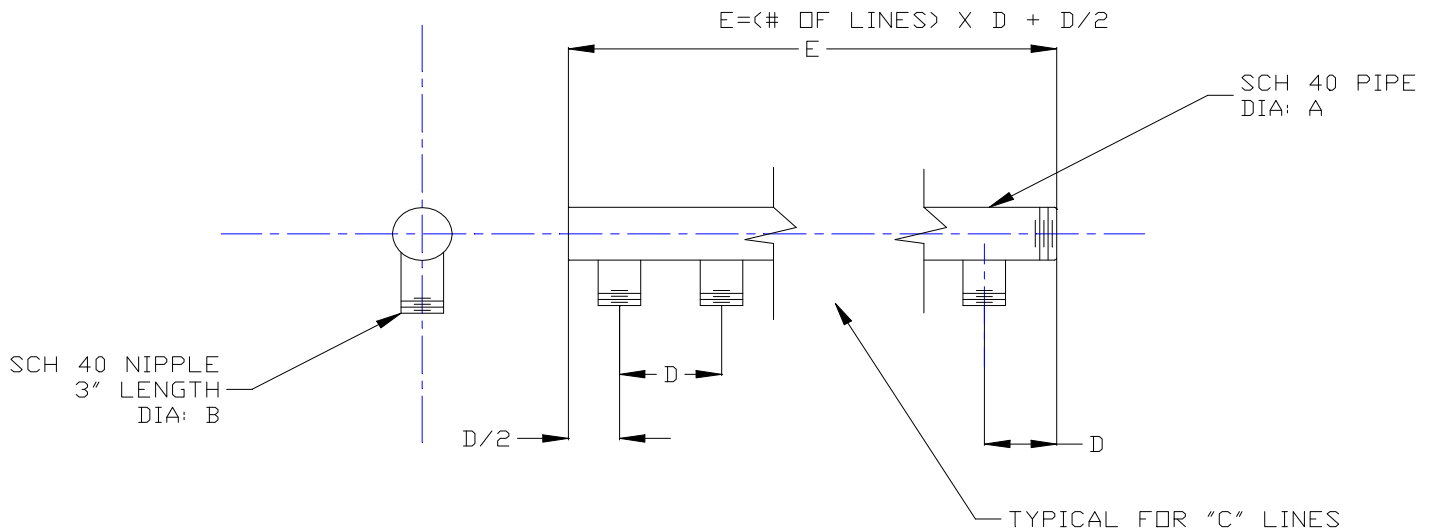 E=(# OF LINES) X D + D/2
E
SCH 40 PIPE
DIA: A
SCH 40 NIPPLE
3" LENGTH
DIA: B
D
D/2
D
TYPICAL FOR "C" LINES